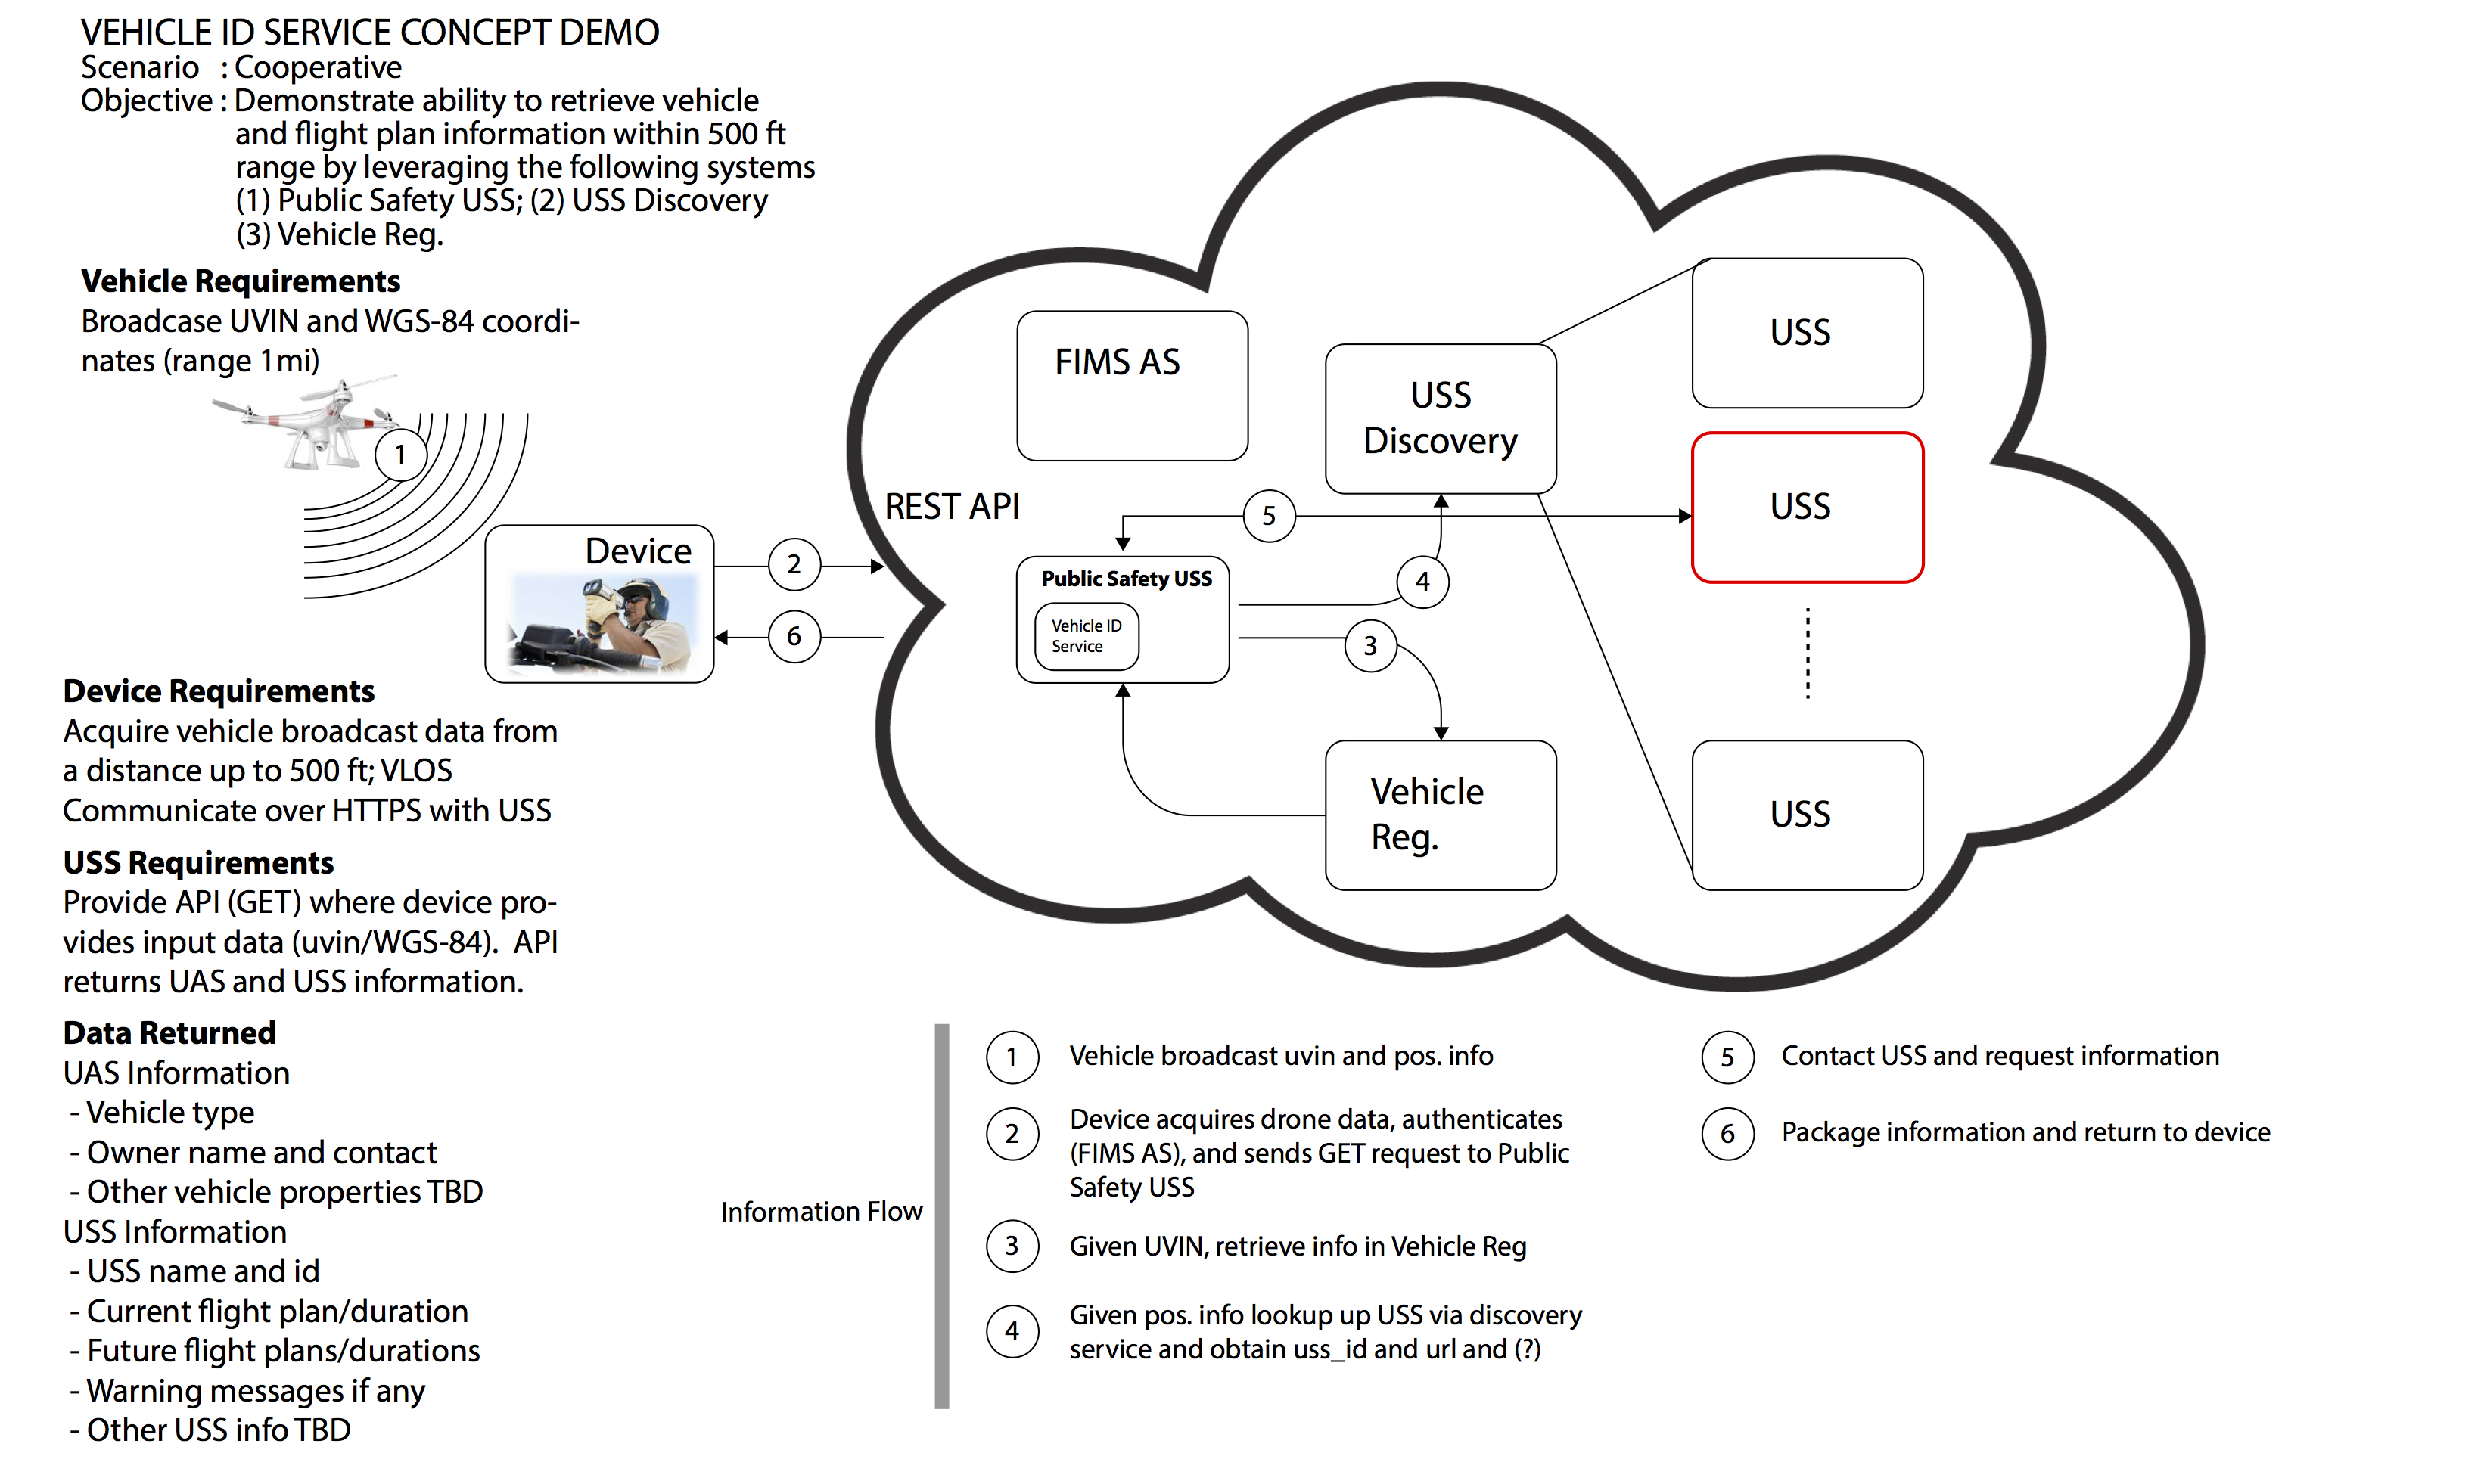 VEHICLE ID SERVICE CONCEPT DEMO
Scenario : Cooperative
Objective : Demonstrate ability to retrieve vehicle
and flight plan information within 500 ft
range by leveraging the following systems
(1) Public Safety USS; (2) USS Discovery
(3) Vehicle Reg.
Vehicle Requirements
Broadcase UVIN and WGS-84 coordi-
nates (range 1mi)
1
Device
2
6
REST API
FIMS AS
USS
Discovery
5
Public Safety USS
Vehicle ID
Service
4
3
Vehicle
Reg.
USS
USS
USS
Device Requirements
Acquire vehicle broadcast data from
a distance up to 500 ft; VLOS
Communicate over HTTPS with USS
USS Requirements
Provide API (GET) where device pro-
vides input data (uvin/WGS-84).  API
returns UAS and USS information.
Data Returned
UAS Information
- Vehicle type
- Owner name and contact
- Other vehicle properties TBD
USS Information
- USS name and id
- Current flight plan/duration
- Future flight plans/durations
- Warning messages if any
- Other USS info TBD
Information Flow
1 Vehicle broadcast uvin and pos. info
2 Device acquires drone data, authenticates
(FIMS AS), and sends GET request to Public
Safety USS
3 Given UVIN, retrieve info in Vehicle Reg
4 Given pos. info lookup up USS via discovery
service and obtain uss_id and url and (?)
5 Contact USS and request information
6 Package information and return to device